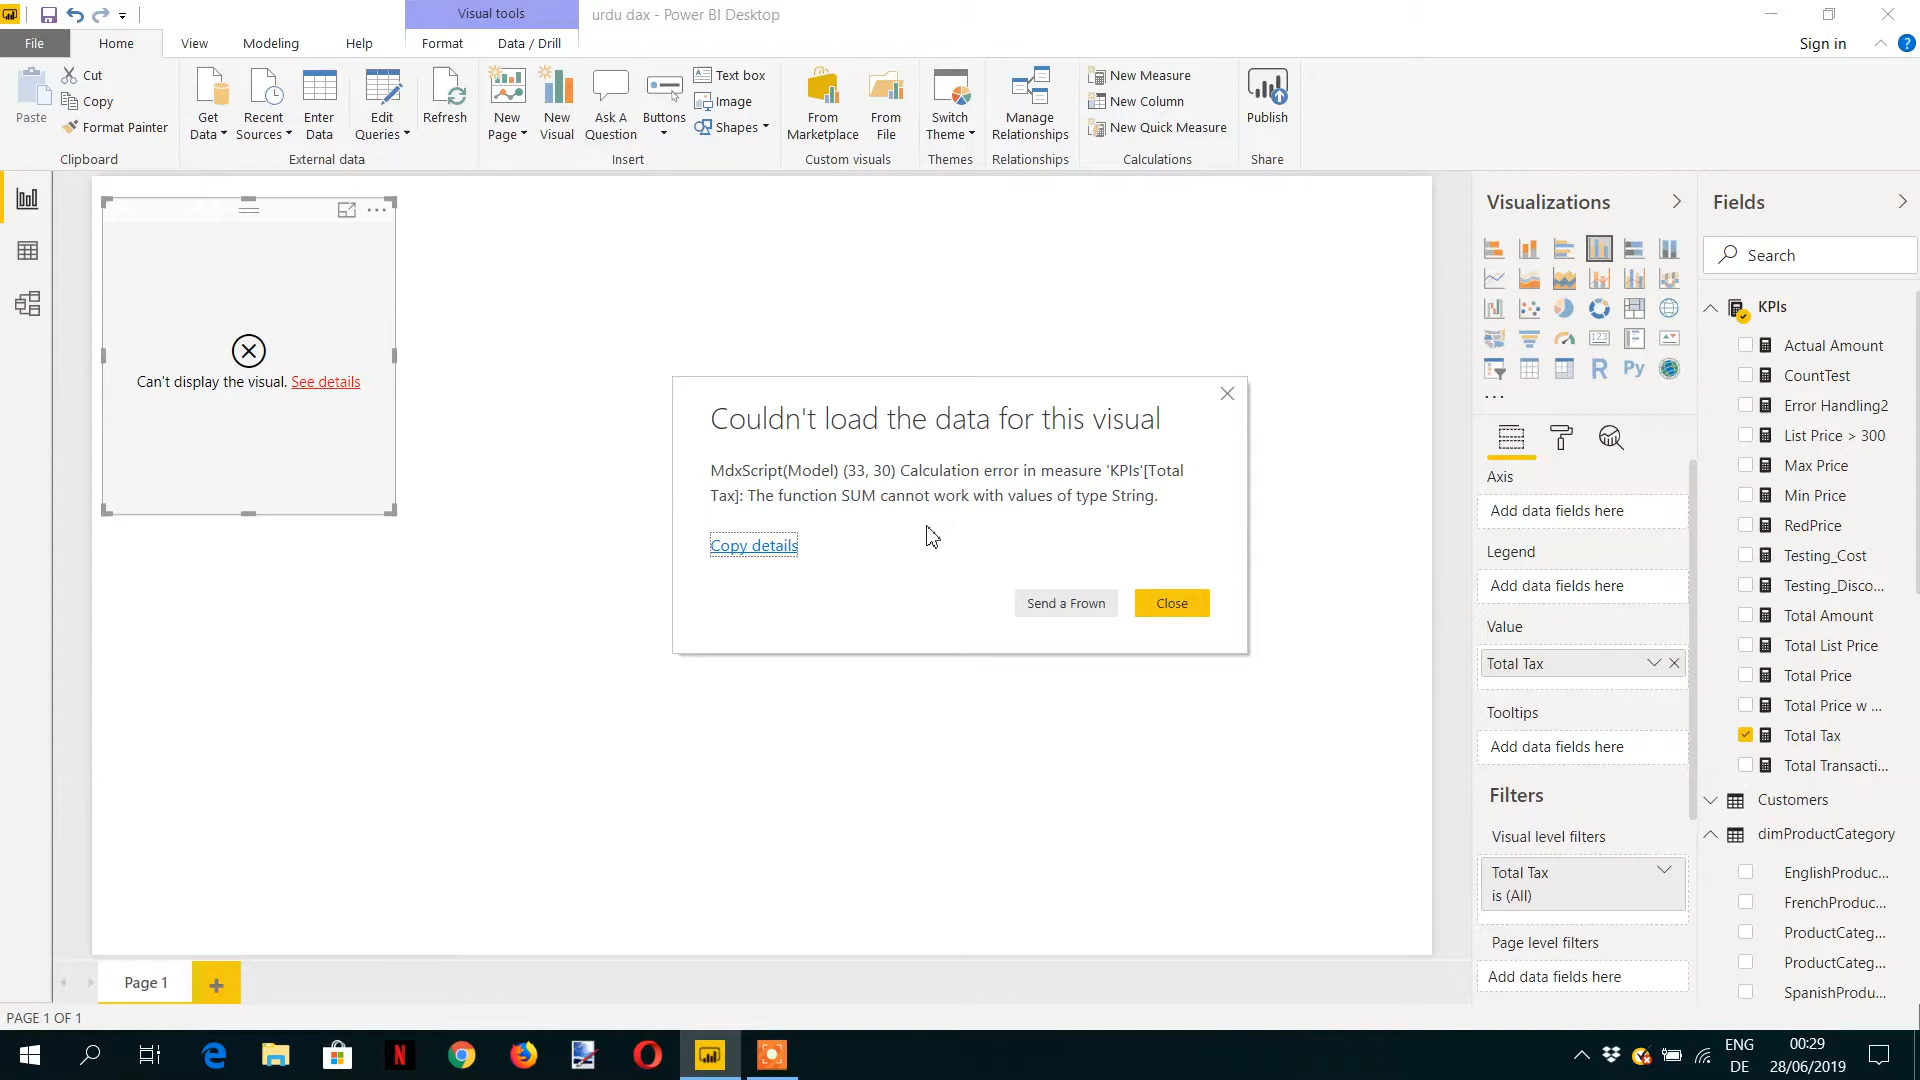 Visual tools
urdu dax - Power BI Desktop
File
Home
View
Modeling
Help
Format
Data / Drill
Sign in
Paste
Cut
Copy
Format Painter
Clipboard
Get
Data
Recent
Sources
Enter
Data
Edit
Queries
Refresh
External data
New
Page
New
Visual
Ask A
Question
Buttons
Text box
Image
Shapes
Insert
From
Marketplace
From
File
Custom visuals
Switch
Theme
Themes
Manage
Relationships
Relationships
New Measure
New Column
New Quick Measure
Calculations
Publish
Share
Can't display the visual. See details
Couldn't load the data for this visual
MdxScript(Model) (33, 30) Calculation error in measure 'KPIs'[Total
Tax]: The function SUM cannot work with values of type String.
Copy details
Send a Frown
Close
Visualizations
R
Py
Axis
Add data fields here
Legend
Add data fields here
Value
Total Tax
Tooltips
Add data fields here
Filters
Visual level filters
Total Tax
is (All)
Page level filters
Add data fields here
Fields
Search
KPIs
Actual Amount
CountTest
Error Handling2
List Price > 300
Max Price
Min Price
RedPrice
Testing_Cost
Testing_Disco...
Total Amount
Total List Price
Total Price
Total Price w ...
Total Tax
Total Transacti...
Customers
dimProductCategory
EnglishProduc...
FrenchProduc...
ProductCateg...
ProductCateg...
SpanishProdu...
Page 1
PAGE 1 OF 1
ENG
DE
00:29
28/06/2019